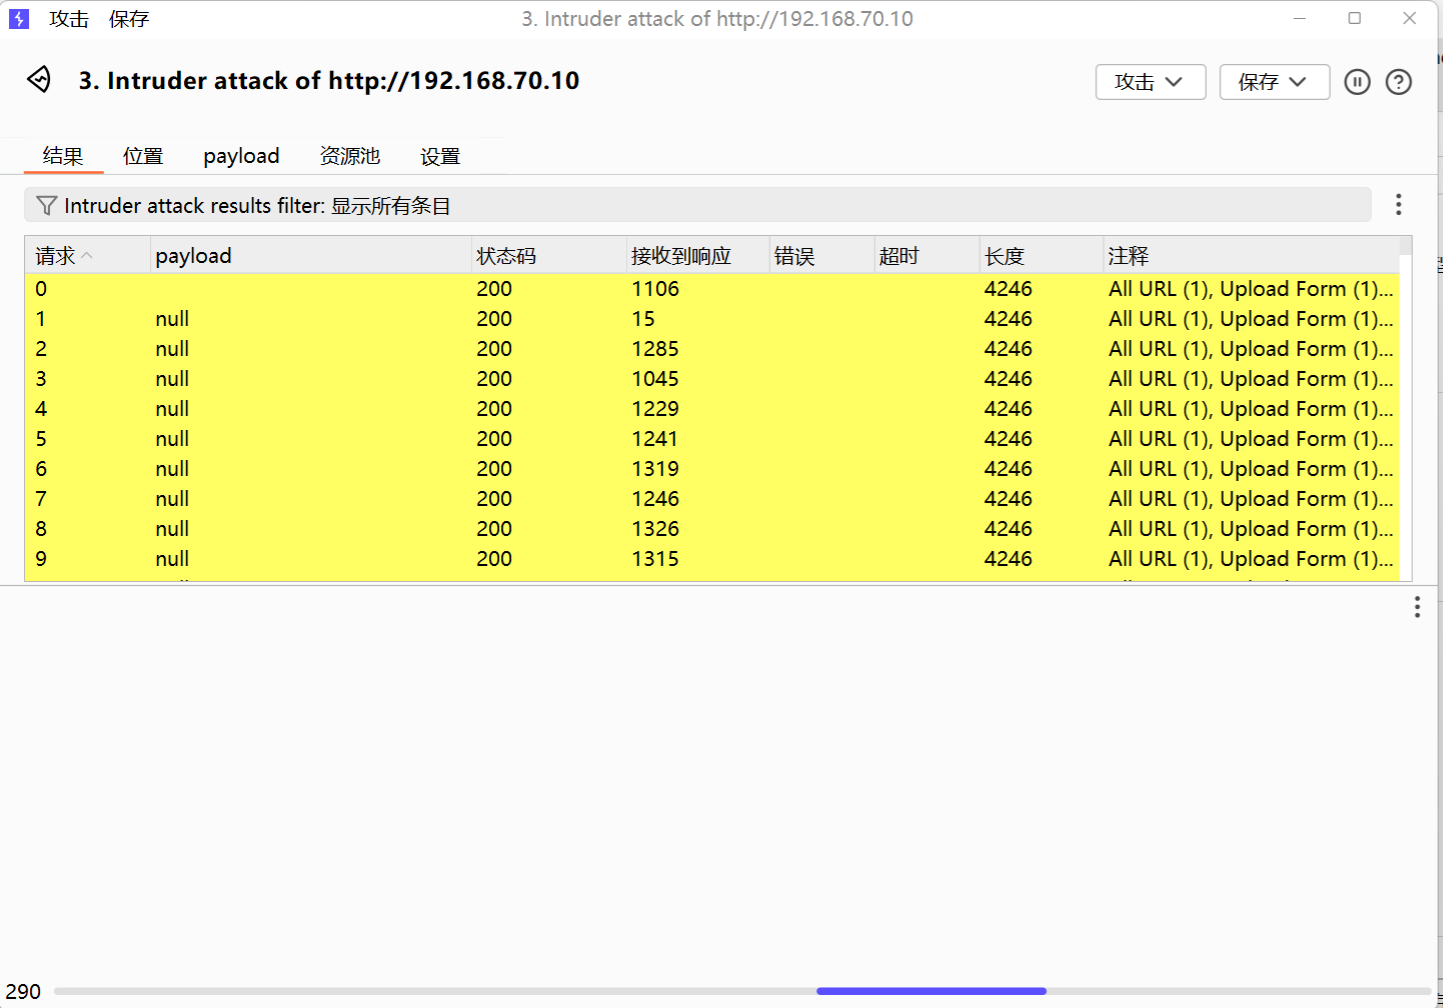 攻击 保存 3. Intruder attack of http://192.168.70.10
3. Intruder attack of http://192.168.70.10 攻击 保存
结果 位置 payload 资源池 设置
Intruder attack results filter: 显示所有条目
请求 payload 状态码 接收到响应 错误 超时 长度 注释
0 200 1106 4246 All URL (1), Upload Form (1)...
1 null 200 15 4246 All URL (1), Upload Form (1)...
2 null 200 1285 4246 All URL (1), Upload Form (1)...
3 null 200 1045 4246 All URL (1), Upload Form (1)...
4 null 200 1229 4246 All URL (1), Upload Form (1)...
5 null 200 1241 4246 All URL (1), Upload Form (1)...
6 null 200 1319 4246 All URL (1), Upload Form (1)...
7 null 200 1246 4246 All URL (1), Upload Form (1)...
8 null 200 1326 4246 All URL (1), Upload Form (1)...
9 null 200 1315 4246 All URL (1), Upload Form (1)...
290